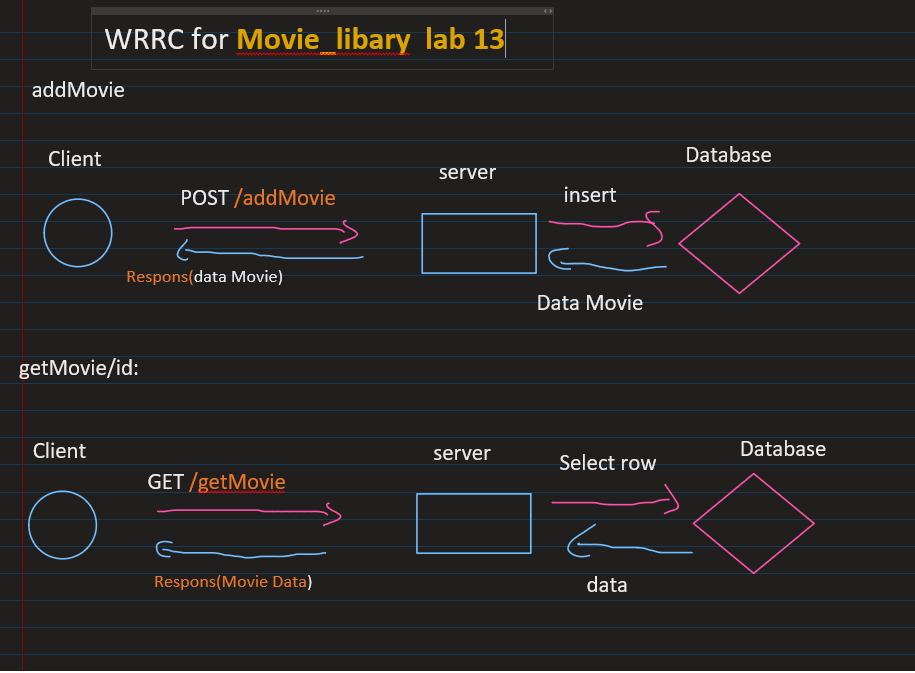 WRRC for Movie_libary lab 13
addMovie
Client
server
Database
POST /addMovie
insert
Respons(data Movie)
Data Movie
getMovie/id:
Client
server
Database
GET /getMovie
Select row
Respons(Movie Data)
data